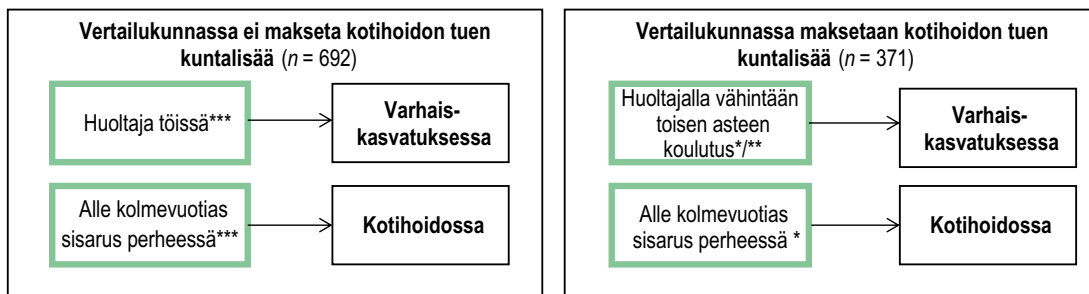 Vertailukunnassa ei makseta kotihoidon tuen
kuntalisää (n = 692)
Huoltaja töissä***
Varhais-
kasvatuksessa
Alle kolmevuotias
sisarus perheessä***
Kotihoidossa
Vertailukunnassa maksetaan kotihoidon tuen
kuntalisää (n = 371)
Huoltajalla vähintään
toisen asteen
koulutus*/**
Varhais-
kasvatuksessa
Alle kolmevuotias
sisarus perheessä *
Kotihoidossa